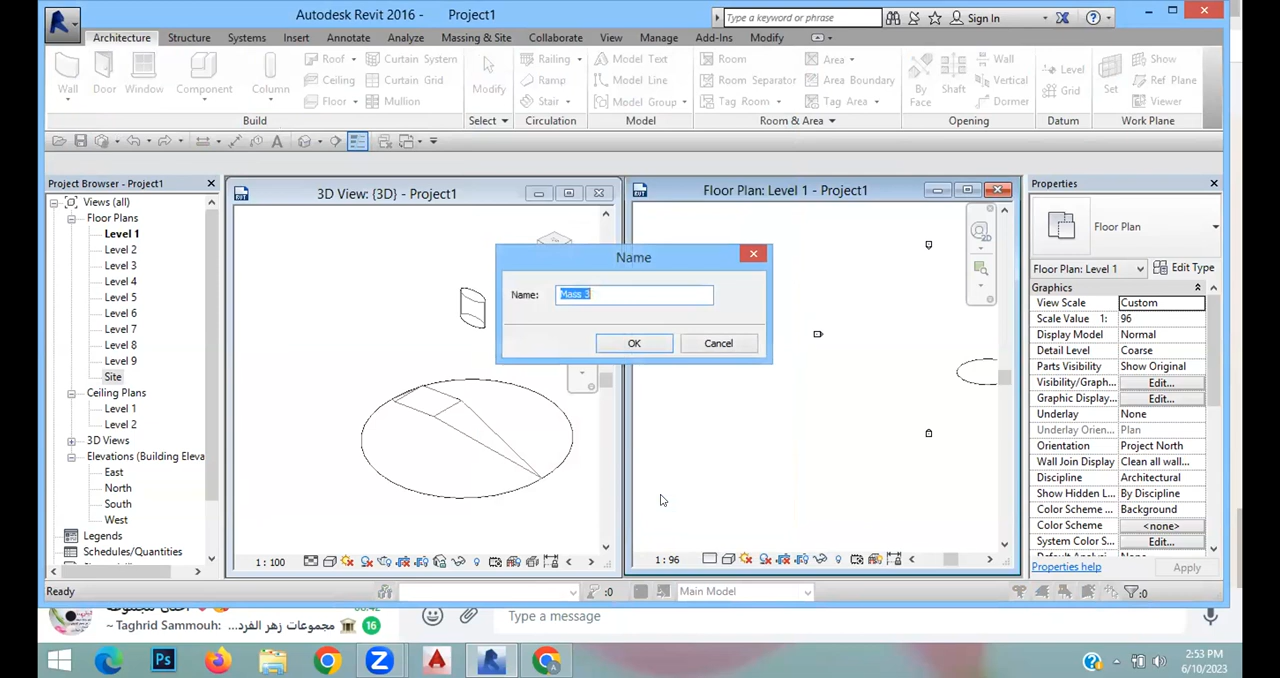 Autodesk Revit 2016 - Project1
Type a keyword or phrase
Sign In
Architecture Structure Systems Insert Annotate Analyze Massing & Site Collaborate View Manage Add-Ins Modify
Wall Door Window Component Column
Roof Curtain System
Ceiling Curtain Grid
Floor Mullion
Modify
Railing
Ramp
Stair
Model Text
Model Line
Model Group
Room Area
Room Separator Area Boundary
Tag Room Tag Area
By Face
Shaft
Wall
Vertical
Dormer
Level
Grid
Set
Show
Ref Plane
Viewer
Build Select Circulation Model Room & Area Opening Datum Work Plane
Project Browser - Project1
Views (all)
Floor Plans
Level 1
Level 2
Level 3
Level 4
Level 5
Level 6
Level 7
Level 8
Level 9
Site
Ceiling Plans
Level 1
Level 2
3D Views
Elevations (Building Eleva
East
North
South
West
Legends
Schedules/Quantities
3D View: {3D} - Project1
1 : 100
Floor Plan: Level 1 - Project1
2D
1 : 96
Name
Name: Mass 3
OK Cancel
Properties
Floor Plan
Floor Plan: Level 1 Edit Type
Graphics
View Scale Custom
Scale Value 1: 96
Display Model Normal
Detail Level Coarse
Parts Visibility Show Original
Visibility/Graph... Edit...
Graphic Display... Edit...
Underlay None
Underlay Orien... Plan
Orientation Project North
Wall Join Display Clean all wall...
Discipline Architectural
Show Hidden L... By Discipline
Color Scheme ... Background
Color Scheme <none>
System Color S... Edit...
Properties help Apply
Ready
:0
Main Model
:0
~ Taghrid Sammouh: مجموعات زهر الفرد...
16
Type a message
2:53 PM
6/10/2023